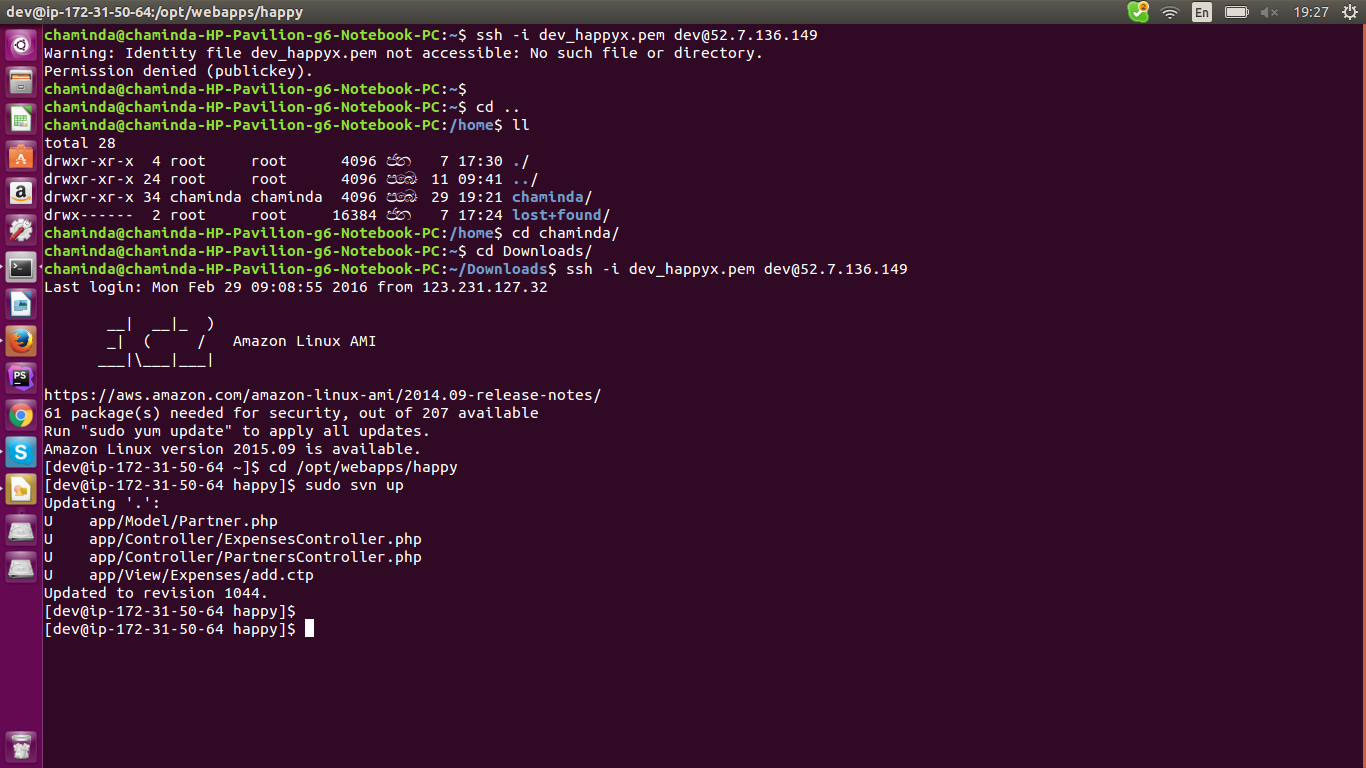 dev@ip-172-31-50-64:/opt/webapps/happy
2
En
19:27
chaminda@chaminda-HP-Pavilion-g6-Notebook-PC:~$ ssh -i dev_happyx.pem dev@52.7.136.149
Warning: Identity file dev_happyx.pem not accessible: No such file or directory.
Permission denied (publickey).
chaminda@chaminda-HP-Pavilion-g6-Notebook-PC:~$
chaminda@chaminda-HP-Pavilion-g6-Notebook-PC:~$ cd ..
chaminda@chaminda-HP-Pavilion-g6-Notebook-PC:/home$ ll
total 28
drwxr-xr-x  4 root     root      4096 ජන   7 17:30 ./
drwxr-xr-x 24 root     root      4096 පෙබ  11 09:41 ../
drwxr-xr-x 34 chaminda chaminda  4096 පෙබ  29 19:21 chaminda/
drwx------  2 root     root     16384 ජන   7 17:24 lost+found/
chaminda@chaminda-HP-Pavilion-g6-Notebook-PC:/home$ cd chaminda/
chaminda@chaminda-HP-Pavilion-g6-Notebook-PC:~$ cd Downloads/
chaminda@chaminda-HP-Pavilion-g6-Notebook-PC:~/Downloads$ ssh -i dev_happyx.pem dev@52.7.136.149
Last login: Mon Feb 29 09:08:55 2016 from 123.231.127.32
       __|  __|_  )
       _|  (     /   Amazon Linux AMI
      ___|\___|___|
https://aws.amazon.com/amazon-linux-ami/2014.09-release-notes/
61 package(s) needed for security, out of 207 available
Run "sudo yum update" to apply all updates.
Amazon Linux version 2015.09 is available.
[dev@ip-172-31-50-64 ~]$ cd /opt/webapps/happy
[dev@ip-172-31-50-64 happy]$ sudo svn up
Updating '.':
U    app/Model/Partner.php
U    app/Controller/ExpensesController.php
U    app/Controller/PartnersController.php
U    app/View/Expenses/add.ctp
Updated to revision 1044.
[dev@ip-172-31-50-64 happy]$
[dev@ip-172-31-50-64 happy]$